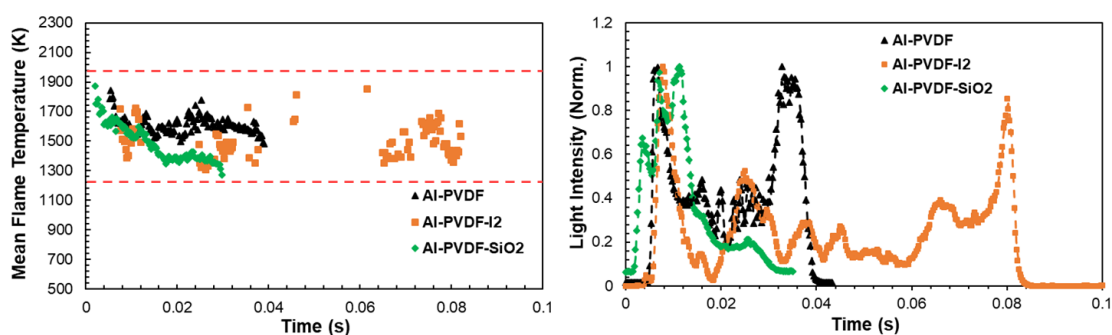 Mean Flame Temperature (K)
2300
2100
1900
1700
1500
1300
1100
900
700
500
0
0.02
0.04
0.06
0.08
0.1
Time (s)
Al-PVDF
Al-PVDF-I2
Al-PVDF-SiO2
Light Intensity (Norm.)
1.2
1
0.8
0.6
0.4
0.2
0
0
0.02
0.04
0.06
0.08
0.1
Time (s)
Al-PVDF
Al-PVDF-I2
Al-PVDF-SiO2